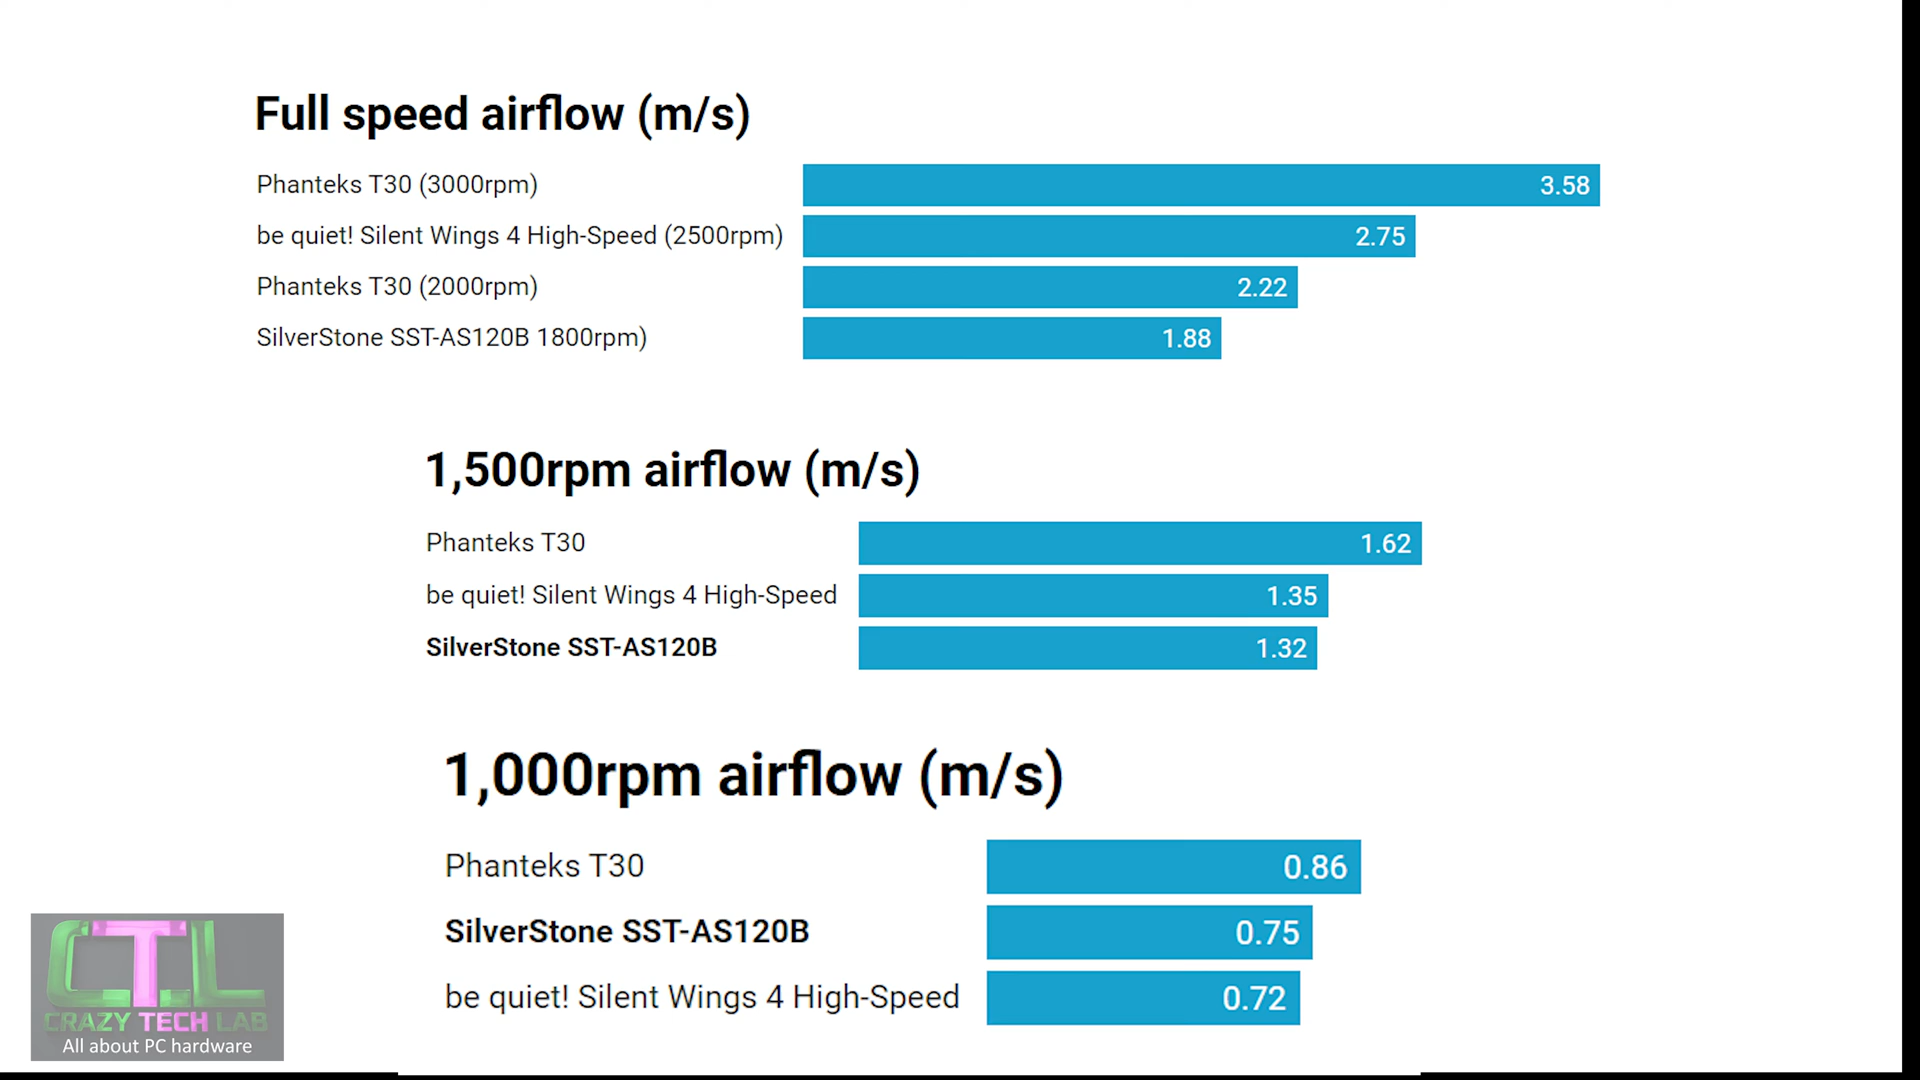 Full speed airflow (m/s)
Phanteks T30 (3000rpm) 3.58
be quiet! Silent Wings 4 High-Speed (2500rpm) 2.75
Phanteks T30 (2000rpm) 2.22
SilverStone SST-AS120B 1800rpm) 1.88
1,500rpm airflow (m/s)
Phanteks T30 1.62
be quiet! Silent Wings 4 High-Speed 1.35
SilverStone SST-AS120B 1.32
1,000rpm airflow (m/s)
Phanteks T30 0.86
SilverStone SST-AS120B 0.75
be quiet! Silent Wings 4 High-Speed 0.72
CTL
CRAZY TECH LAB
All about PC hardware